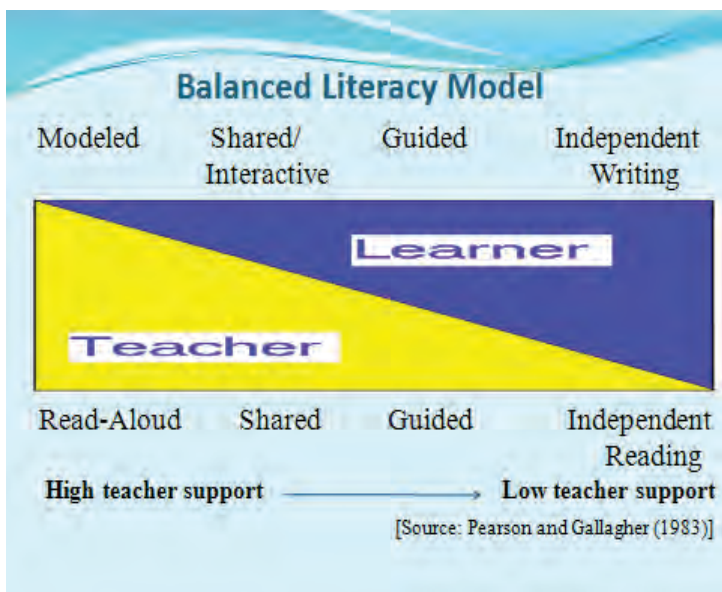 Balanced Literacy Model
Modeled Shared/ Guided Independent
Interactive Writing
Learner
Teacher
Read-Aloud Shared Guided Independent
Reading
High teacher support Low teacher support
[Source: Pearson and Gallagher (1983)]